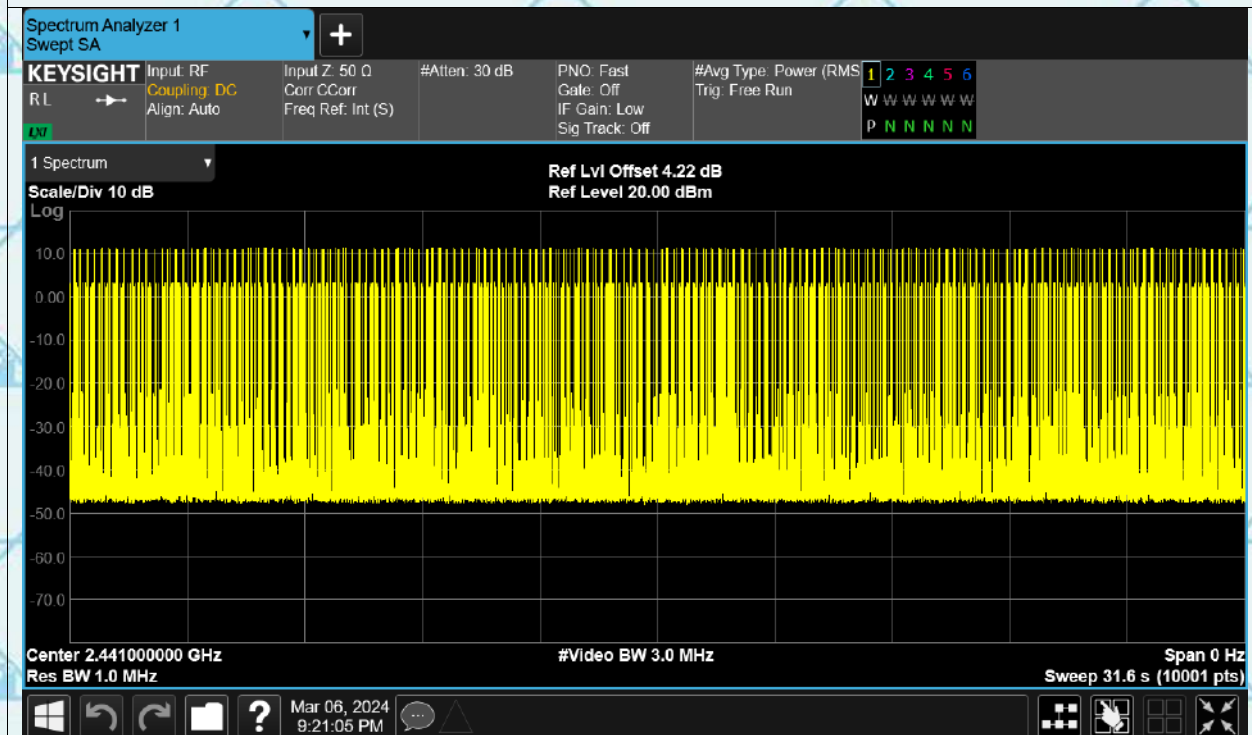 Spectrum Analyzer 1
Swept SA
+
KEYSIGHT
RL
LXI
Input: RF
Coupling: DC
Align: Auto
Input Z: 50 Ω
Corr CCorr
Freq Ref: Int (S)
#Atten: 30 dB
PNO: Fast
Gate: Off
IF Gain: Low
Sig Track: Off
#Avg Type: Power (RMS
Trig: Free Run
1 2 3 4 5 6
W W W W W W
P N N N N N
1 Spectrum
Scale/Div 10 dB
Ref Lvl Offset 4.22 dB
Ref Level 20.00 dBm
Log
10.0
0.00
-10.0
-20.0
-30.0
-40.0
-50.0
-60.0
-70.0
Center 2.441000000 GHz
#Video BW 3.0 MHz
Span 0 Hz
Res BW 1.0 MHz
Sweep 31.6 s (10001 pts)
?
Mar 06, 2024
9:21:05 PM